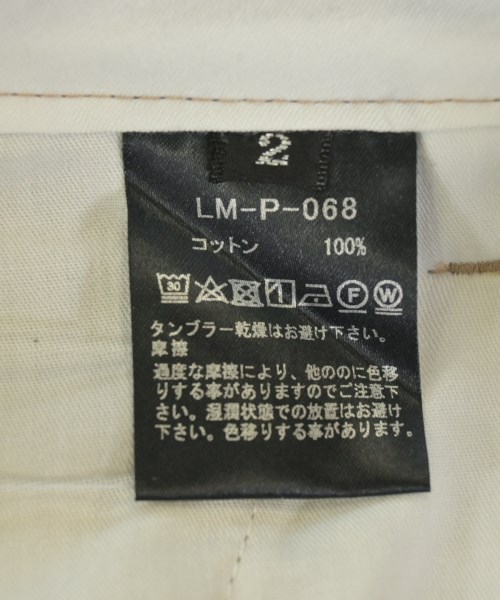 2
LM-P-068
コットン 100%
30 F W
タンブラー乾燥はお避け下さい。
摩擦
過度な摩擦により、他のものに色移
りする事がありますのでご注意下
さい。湿潤状態での放置はお避け
下さい。色移りする事があります。